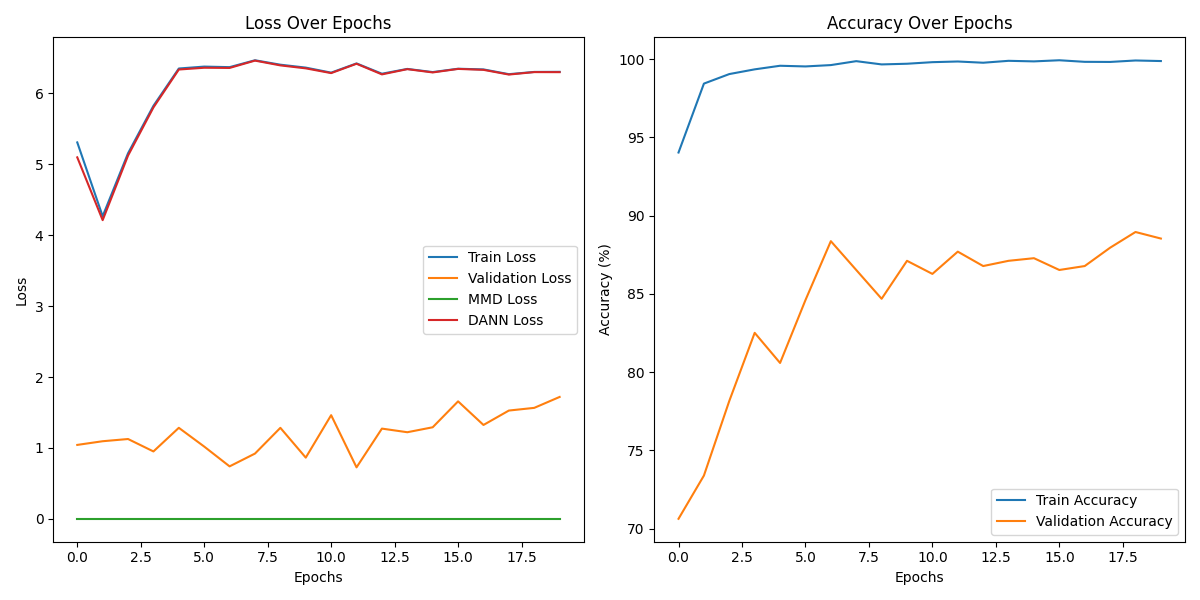 Loss Over Epochs
Loss
6
5
4
3
2
1
0
Train Loss
Validation Loss
MMD Loss
DANN Loss
0.0 2.5 5.0 7.5 10.0 12.5 15.0 17.5
Epochs
Accuracy Over Epochs
Accuracy (%)
100
95
90
85
80
75
70
Train Accuracy
Validation Accuracy
0.0 2.5 5.0 7.5 10.0 12.5 15.0 17.5
Epochs